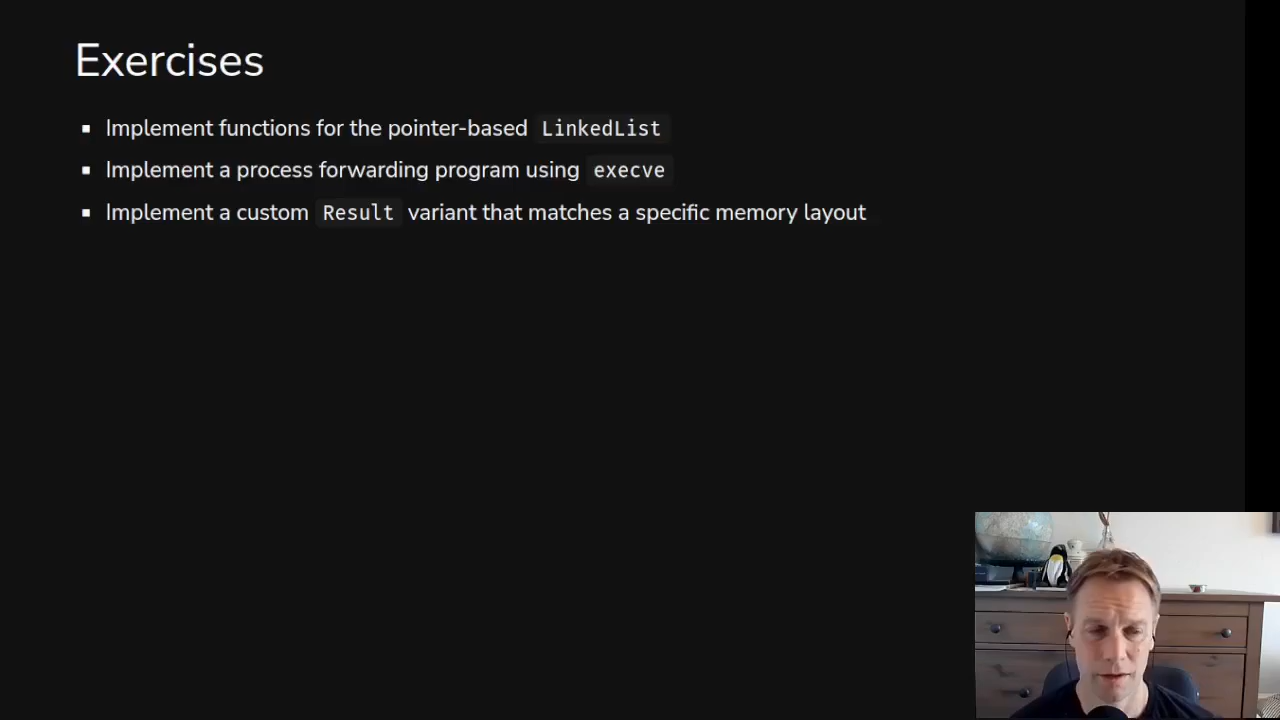 Exercises
Implement functions for the pointer-based LinkedList
Implement a process forwarding program using execve
Implement a custom Result variant that matches a specific memory layout